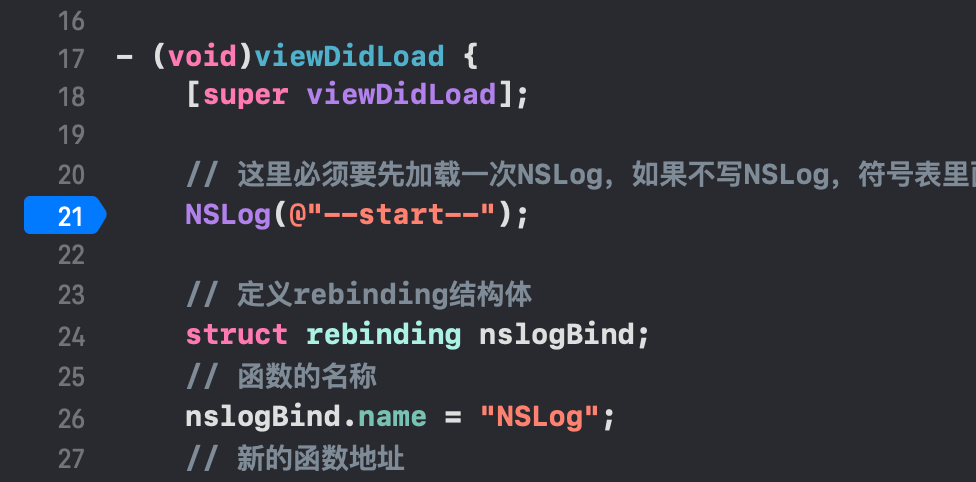 16
17 - (void)viewDidLoad {
18 [super viewDidLoad];
19
20 // 这里必须要先加载一次NSLog，如果不写NSLog，符号表里
21 NSLog(@"--start--");
22
23 // 定义rebinding结构体
24 struct rebinding nslogBind;
25 // 函数的名称
26 nslogBind.name = "NSLog";
27 // 新的函数地址